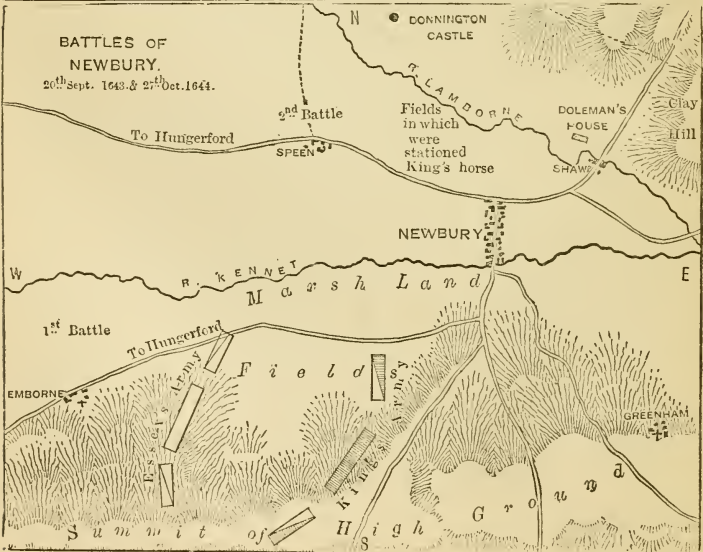 BATTLES OF
NEWBURY.
20th Sept. 1643.& 27th Oct. 1644.
N
DONNINGTON
CASTLE
R. LAMBORNE
2nd Battle
Fields
in which
were
stationed
King's horse
DOLEMAN'S
HOUSE
Clay
Hill
To Hungerford
SPEEN
SHAW
NEWBURY
W
R. KENNET
E
Marsh Land
1st Battle
To Hungerford
Fields
EMBORNE
Essex's Army
King's Army
GREENHAM
Summit of High Ground
S